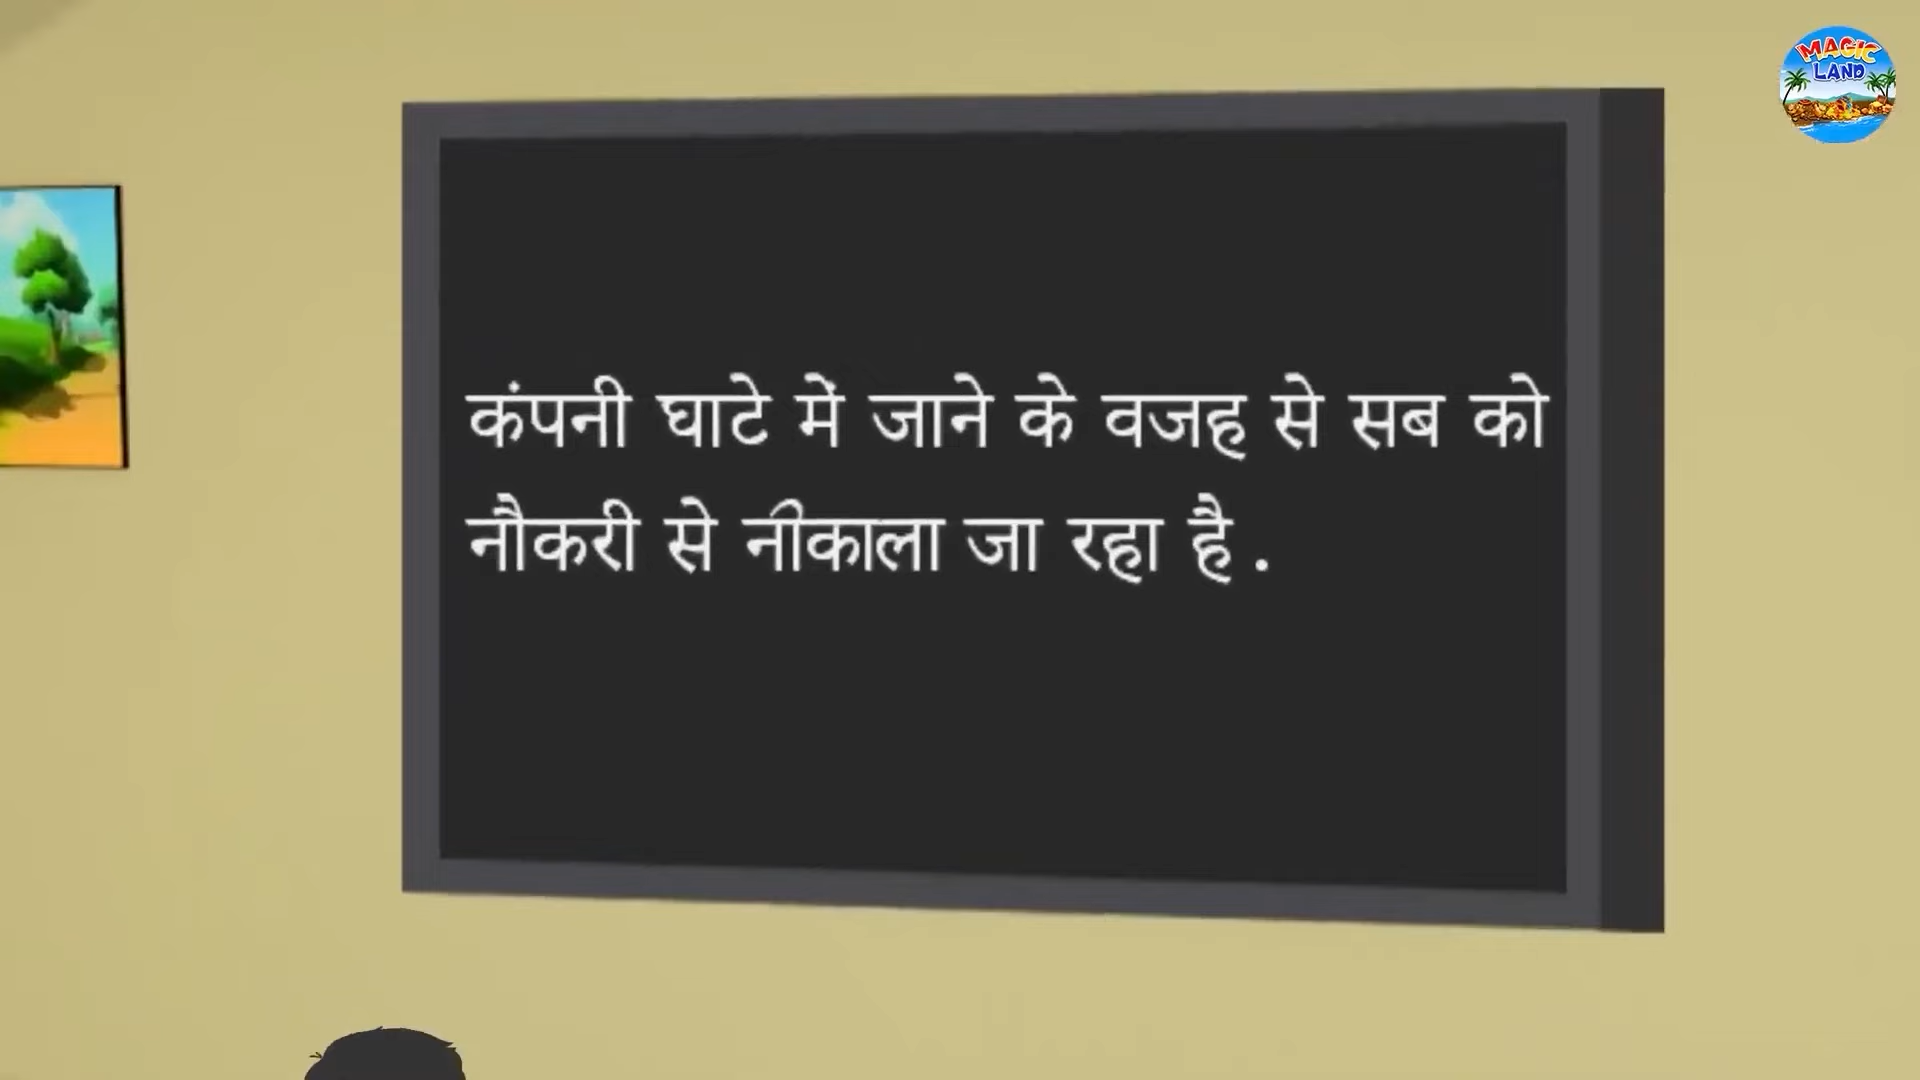 MAGIC
LAND
कंपनी घाटे में जाने के वजह से सब को
नौकरी से नीकाला जा रहा है .